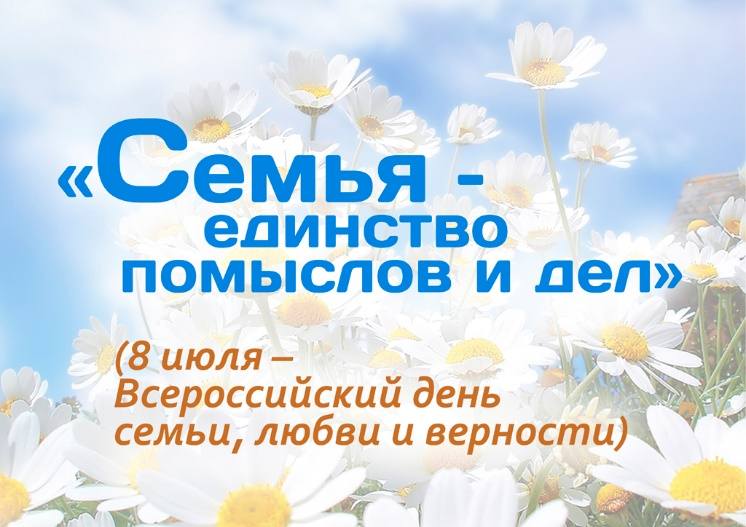 «Семья -
единство
помыслов и дел»
(8 июля –
Всероссийский день
семьи, любви и верности)